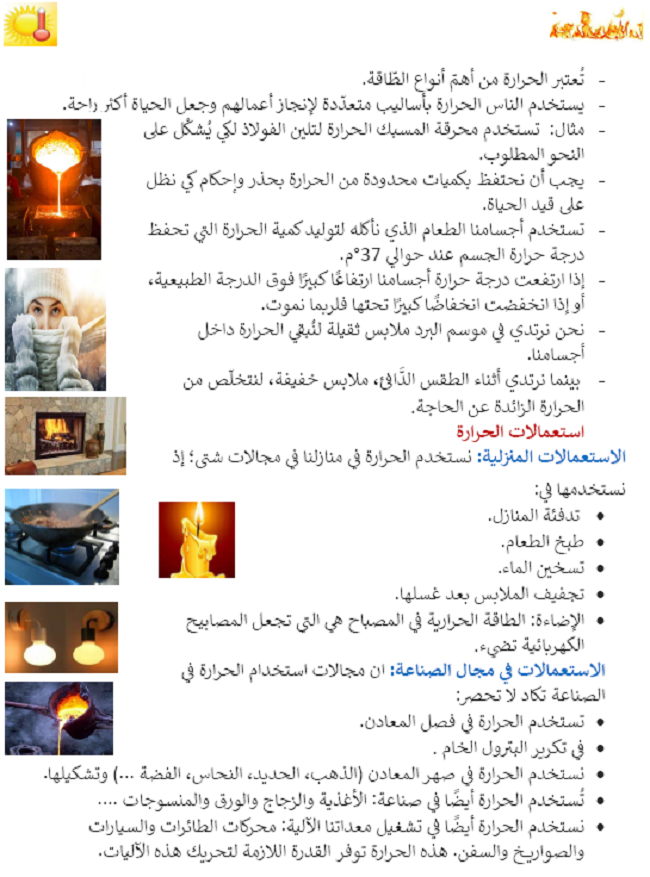 - تُعتبر الحرارة من أهمّ أنواع الطّاقة.
- يستخدم الناس الحرارة بأساليب متعدّدة لإنجاز أعمالهم وجعل الحياة أكثر راحة.
- مثال: تستخدم محرقة المسبك الحرارة لتلين الفولاذ لكي يُشكّل على
النحو المطلوب.
- يجب أن نحتفظ بكميات محدودة من الحرارة بحذر وإحكام كي نظل
على قيد الحياة.
- تستخدم أجسامنا الطعام الذي نأكله لتوليد كمية الحرارة التي تحفظ
درجة حرارة الجسم عند حوالي 37°م.
- إذا ارتفعت درجة حرارة أجسامنا ارتفاعًا كبيرًا فوق الدرجة الطبيعية،
أو إذا انخفضت انخفاضًا كبيرًا تحتها فلربما نموت.
- نحن نرتدي في موسم البرد ملابس ثقيلة لتُبقي الحرارة داخل
أجسامنا.
- بينما نرتدي أثناء الطقس الدَّافئ، ملابس خفيفة، لنتخلّص من
الحرارة الزائدة عن الحاجة.
استعمالات الحرارة
الاستعمالات المنزلية: نستخدم الحرارة في منازلنا في مجالات شتى؛ إذ
نستخدمها في:
♦ تدفئة المنازل.
♦ طبخ الطعام.
♦ تسخين الماء.
♦ تجفيف الملابس بعد غسلها.
♦ الإضاءة: الطاقة الحرارية في المصباح هي التي تجعل المصابيح
الكهربائية تضيء.
الاستعمالات في مجال الصناعة: ان مجالات استخدام الحرارة في
الصناعة تكاد لا تحصر:
♦ تستخدم الحرارة في فصل المعادن.
♦ في تكرير البترول الخام .
♦ نستخدم الحرارة في صهر المعادن (الذهب، الحديد، النحاس، الفضة ...) وتشكيلها.
♦ تُستخدم الحرارة أيضًا في صناعة: الأغذية والزجاج والورق والمنسوجات ....
♦ نستخدم الحرارة أيضًا في تشغيل معداتنا الآلية: محركات الطائرات والسيارات
والصواريخ والسفن. هذه الحرارة توفر القدرة اللازمة لتحريك هذه الآليات.